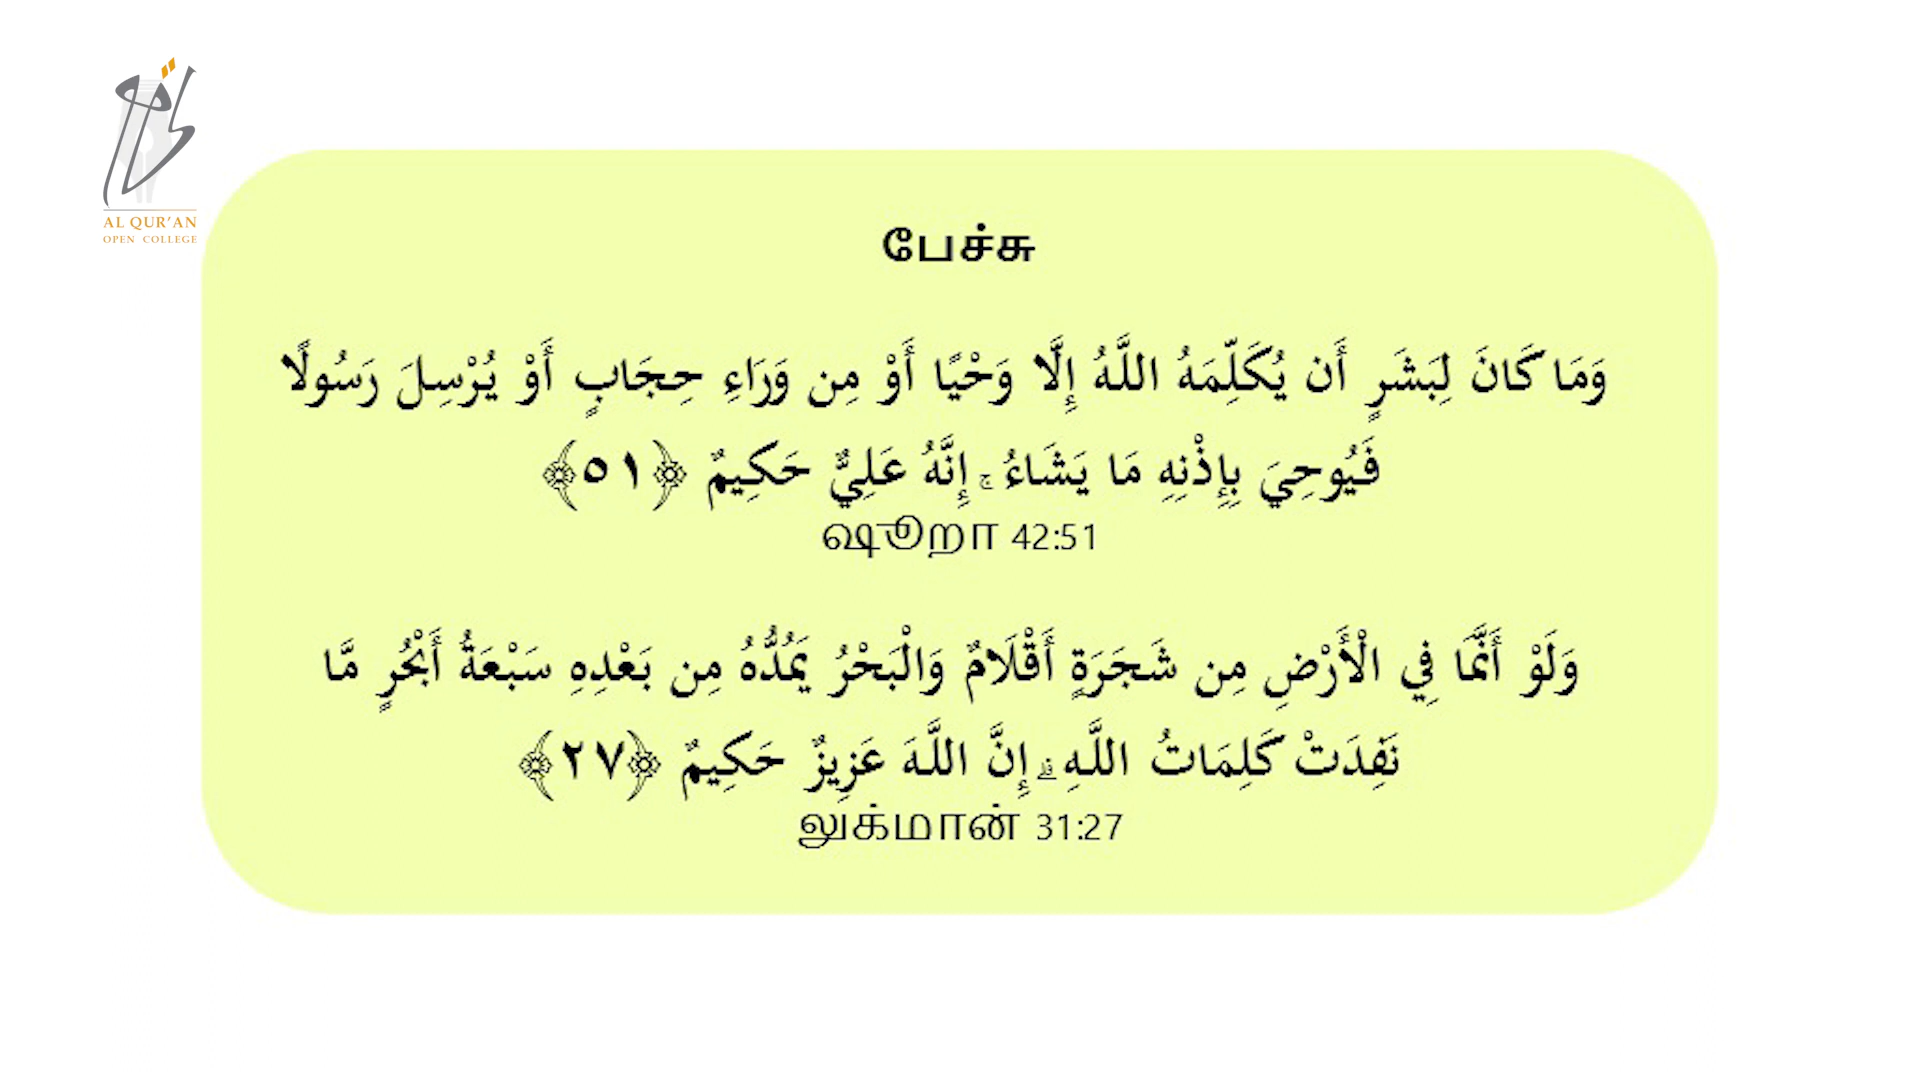 AL QUR'AN
OPEN COLLEGE
பேச்சு
وَمَا كَانَ لِبَشَرٍ أَن يُكَلِّمَهُ اللَّهُ إِلَّا وَحْيًا أَوْ مِن وَرَاءِ حِجَابٍ أَوْ يُرْسِلَ رَسُولًا
فَيُوحِيَ بِإِذْنِهِ مَا يَشَاءُ ۚ إِنَّهُ عَلِيٌّ حَكِيمٌ ﴿٥١﴾
ஷூறா 42:51
وَلَوْ أَنَّمَا فِي الْأَرْضِ مِن شَجَرَةٍ أَقْلَامٌ وَالْبَحْرُ يَمُدُّهُ مِن بَعْدِهِ سَبْعَةُ أَبْحُرٍ مَّا
نَفِدَتْ كَلِمَاتُ اللَّهِ ۗ إِنَّ اللَّهَ عَزِيزٌ حَكِيمٌ ﴿٢٧﴾
லுக்மான் 31:27